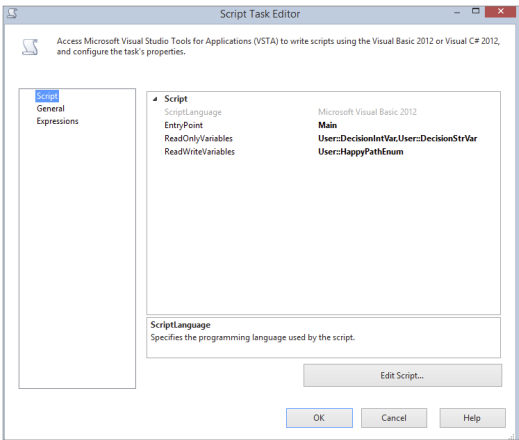 Script Task Editor
Access Microsoft Visual Studio Tools for Applications (VSTA) to write scripts using the Visual Basic 2012 or Visual C# 2012,
and configure the task's properties.
Script
General
Expressions
Script
ScriptLanguage Microsoft Visual Basic 2012
EntryPoint Main
ReadOnlyVariables User::DecisionIntVar,User::DecisionStrVar
ReadWriteVariables User::HappyPathEnum
ScriptLanguage
Specifies the programming language used by the script.
Edit Script...
OK Cancel Help